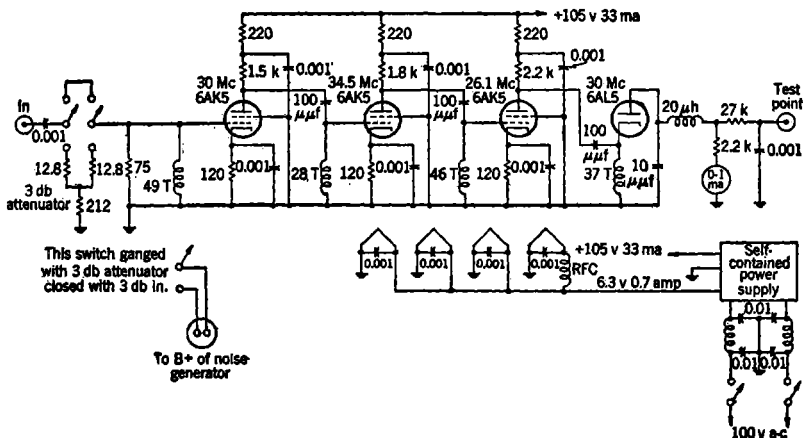 +105 v 33 ma
220
220
220
1.5 k
0.001
1.8 k
0.001
2.2 k
0.001
30 Mc
6AK5
34.5 Mc
6AK5
26.1 Mc
6AK5
30 Mc
6AL5
100
μμf
100
μμf
100
μμf
20 μh
27 k
Test
point
In
0.001
12.8
12.8
3 db
attenuator
212
75
49 T
120
0.001
28 T
120
0.001
46 T
120
0.001
37 T
10
μμf
2.2 k
0-1
ma
0.001
This switch ganged
with 3 db attenuator
closed with 3 db in.
To B+ of noise
generator
0.001
0.001
0.001
0.001
RFC
+105 v 33 ma
6.3 v 0.7 amp
Self-
contained
power
supply
0.01
0.01
0.01
100 v a-c